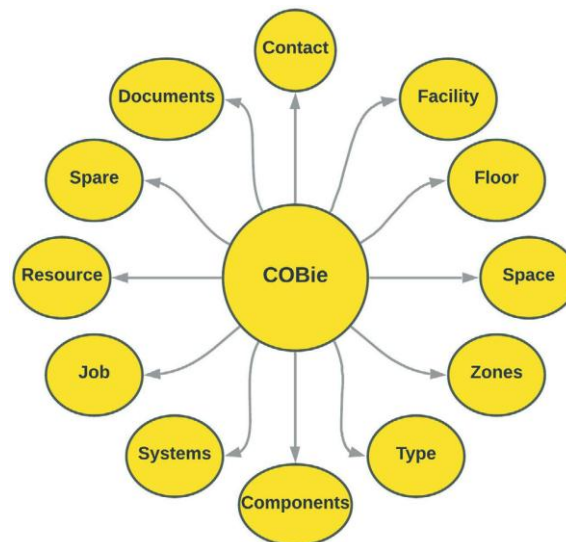 Contact
Documents
Facility
Spare
Floor
COBie
Resource
Space
Job
Zones
Systems
Type
Components